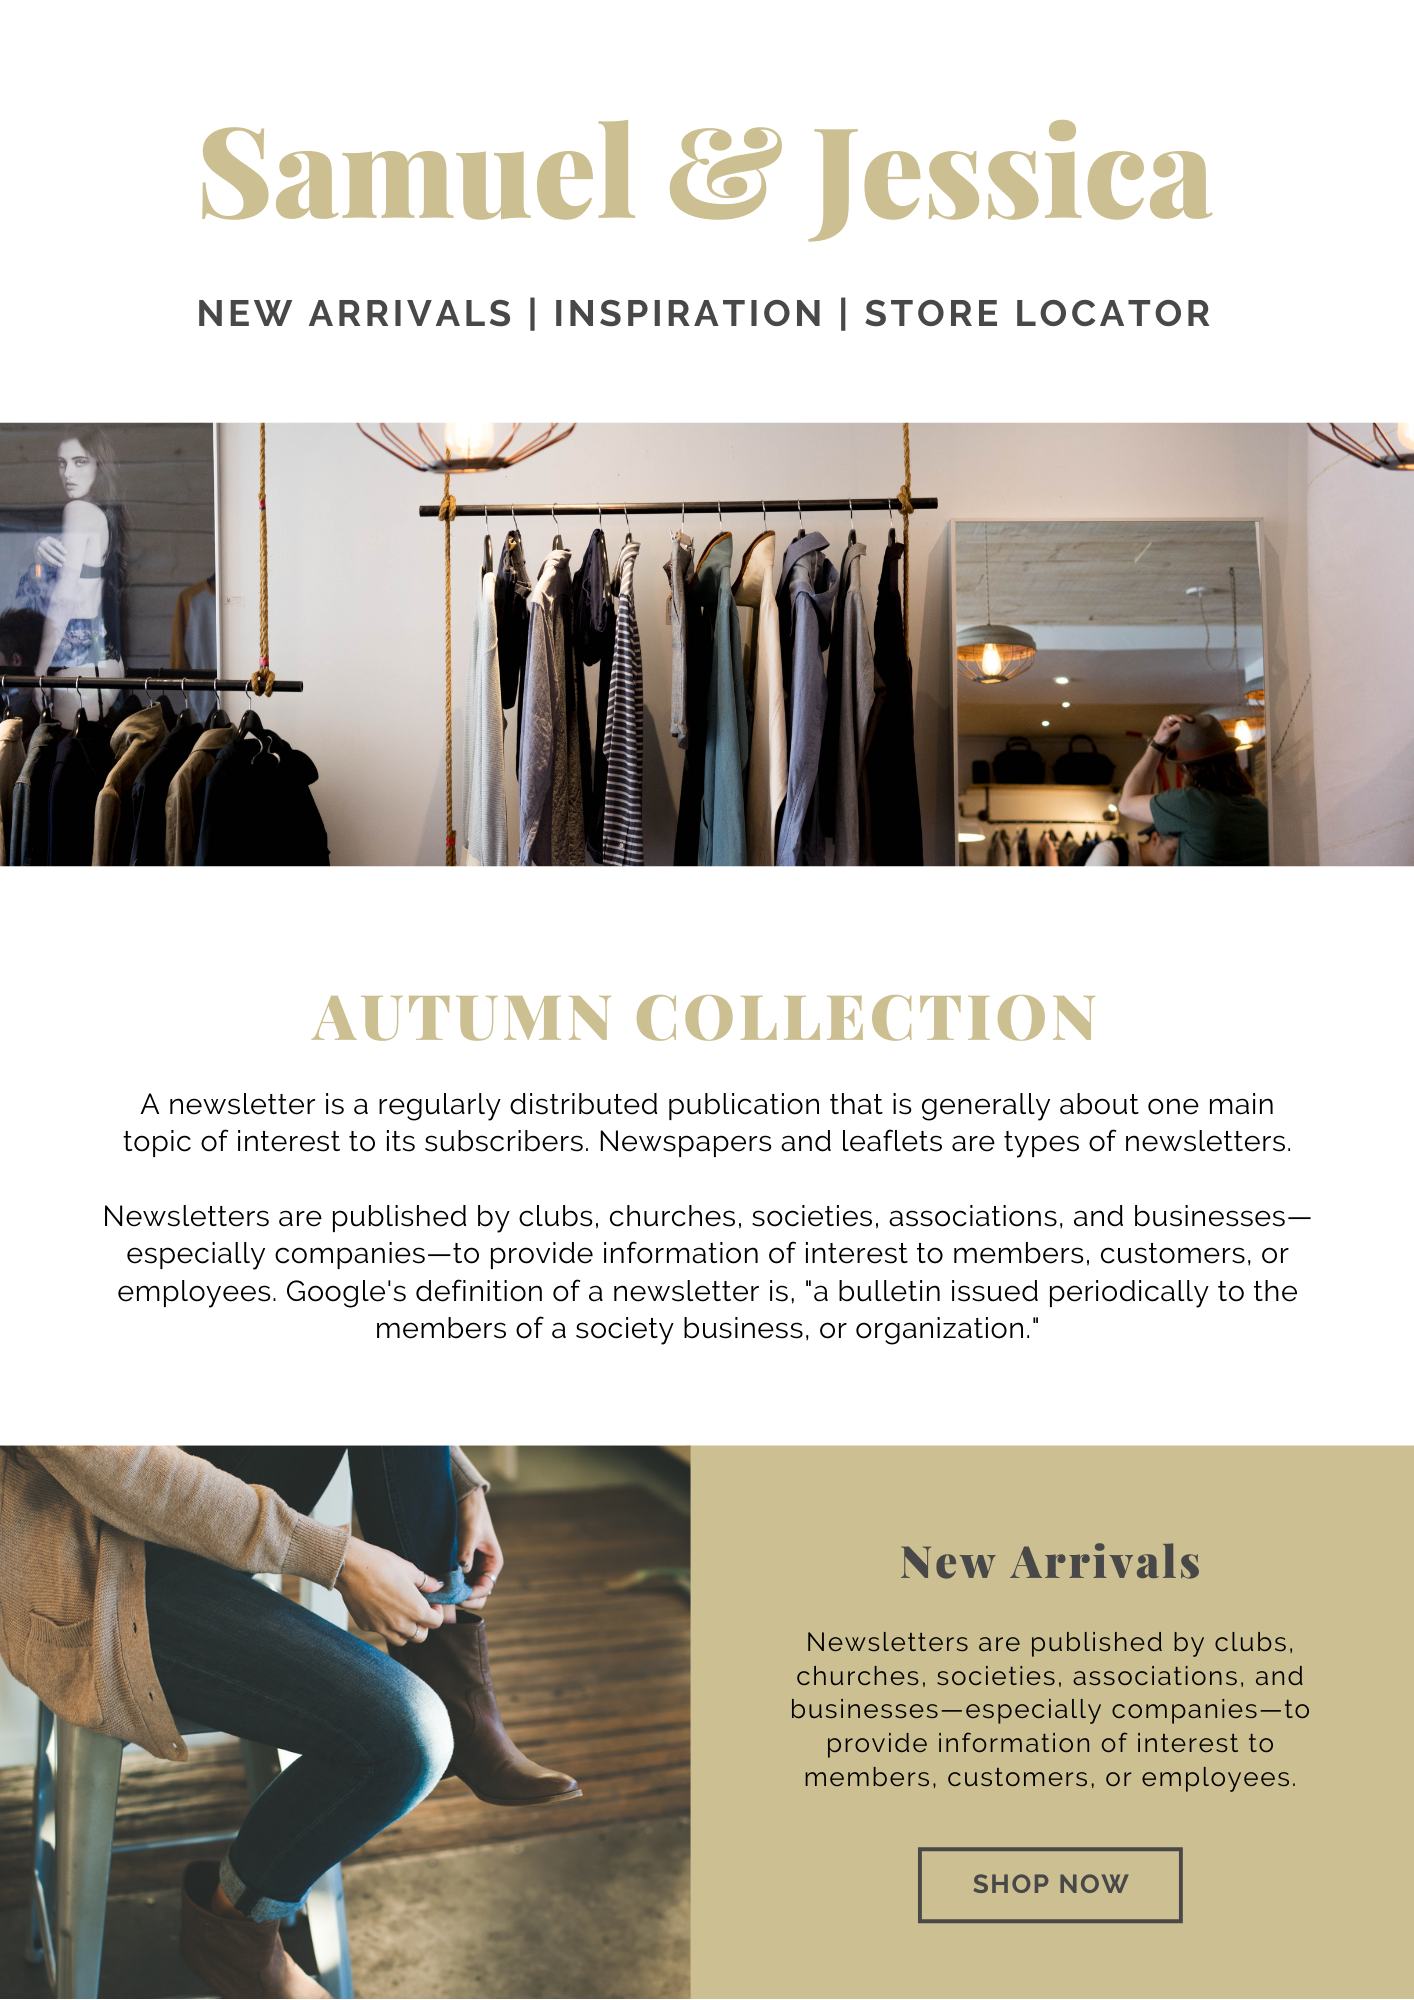 Samuel & Jessica
NEW ARRIVALS | INSPIRATION | STORE LOCATOR
AUTUMN COLLECTION
A newsletter is a regularly distributed publication that is generally about one main
topic of interest to its subscribers. Newspapers and leaflets are types of newsletters.
Newsletters are published by clubs, churches, societies, associations, and businesses—
especially companies—to provide information of interest to members, customers, or
employees. Google's definition of a newsletter is, "a bulletin issued periodically to the
members of a society business, or organization."
New Arrivals
Newsletters are published by clubs,
churches, societies, associations, and
businesses—especially companies—to
provide information of interest to
members, customers, or employees.
SHOP NOW